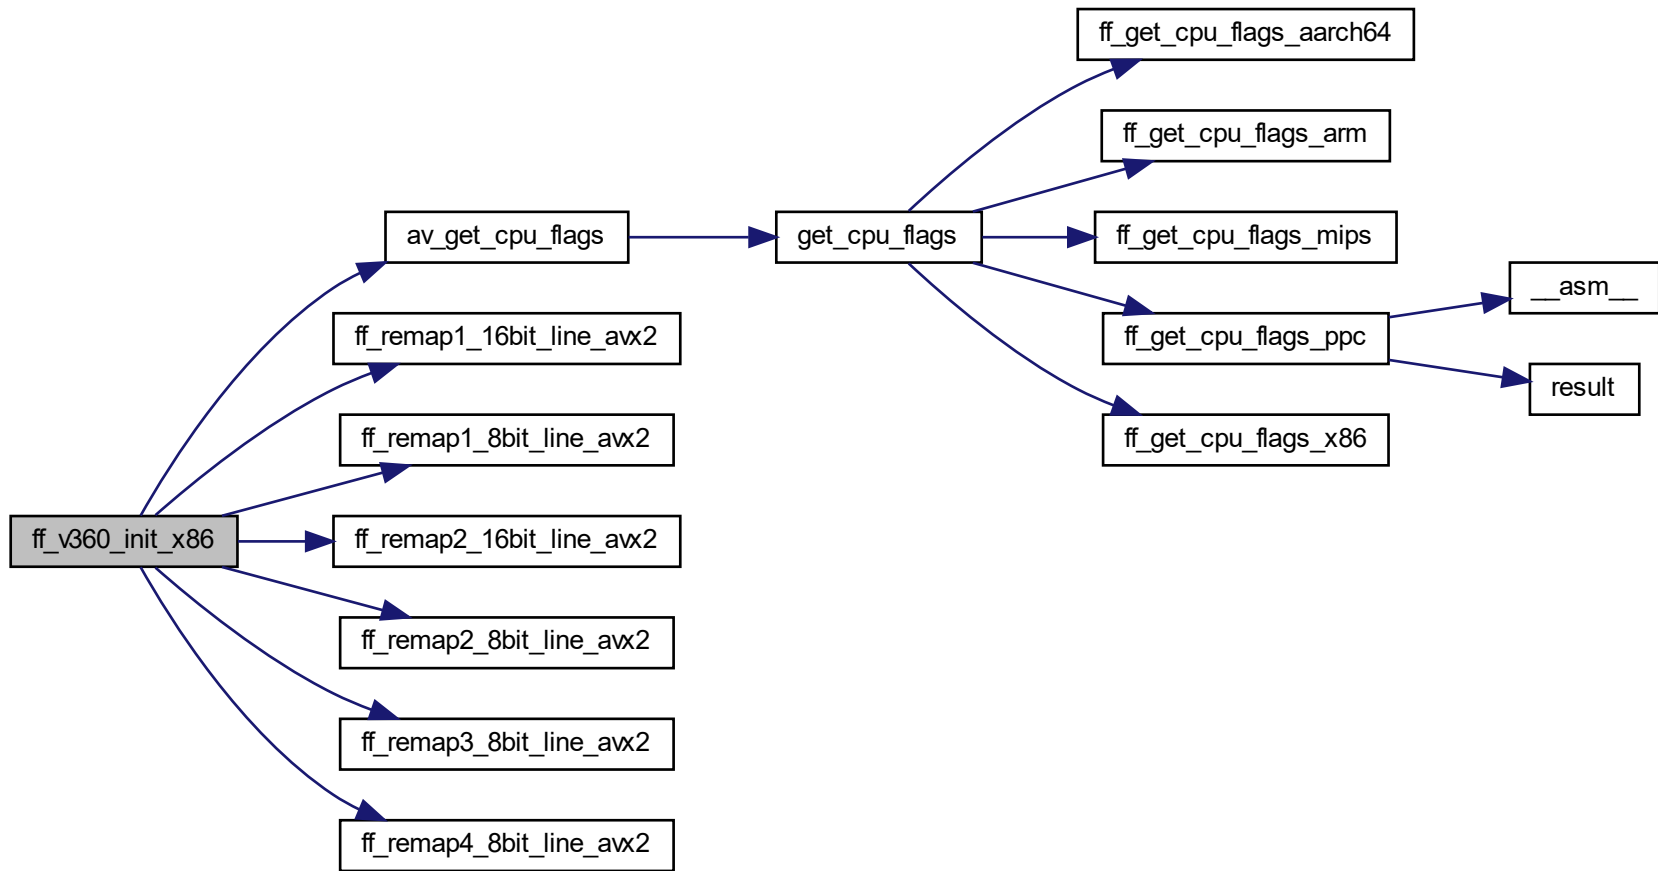 ff_get_cpu_flags_aarch64
ff_get_cpu_flags_arm
av_get_cpu_flags
get_cpu_flags
ff_get_cpu_flags_mips
__asm__
ff_remap1_16bit_line_avx2
ff_get_cpu_flags_ppc
result
ff_remap1_8bit_line_avx2
ff_get_cpu_flags_x86
ff_v360_init_x86
ff_remap2_16bit_line_avx2
ff_remap2_8bit_line_avx2
ff_remap3_8bit_line_avx2
ff_remap4_8bit_line_avx2